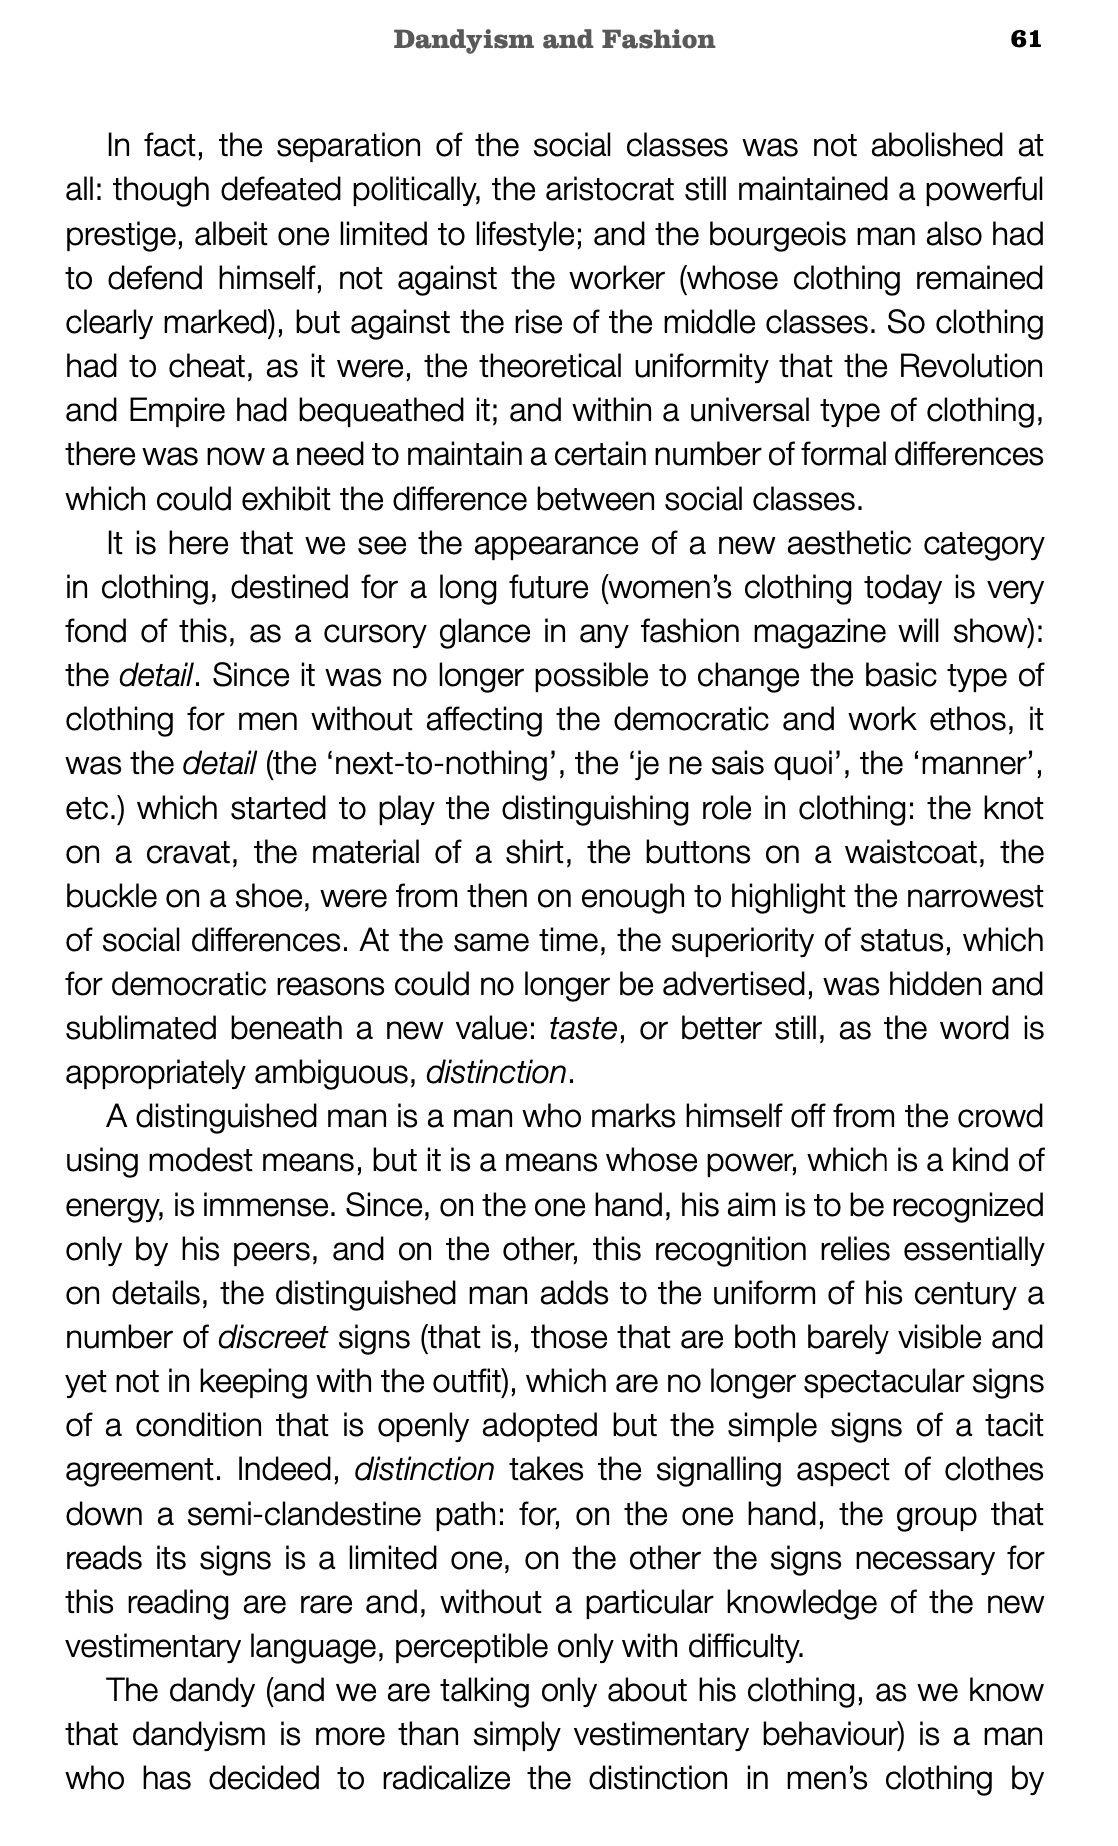 Dandyism and Fashion 61
In fact, the separation of the social classes was not abolished at
all: though defeated politically, the aristocrat still maintained a powerful
prestige, albeit one limited to lifestyle; and the bourgeois man also had
to defend himself, not against the worker (whose clothing remained
clearly marked), but against the rise of the middle classes. So clothing
had to cheat, as it were, the theoretical uniformity that the Revolution
and Empire had bequeathed it; and within a universal type of clothing,
there was now a need to maintain a certain number of formal differences
which could exhibit the difference between social classes.
It is here that we see the appearance of a new aesthetic category
in clothing, destined for a long future (women’s clothing today is very
fond of this, as a cursory glance in any fashion magazine will show):
the detail. Since it was no longer possible to change the basic type of
clothing for men without affecting the democratic and work ethos, it
was the detail (the ‘next-to-nothing’, the ‘je ne sais quoi’, the ‘manner’,
etc.) which started to play the distinguishing role in clothing: the knot
on a cravat, the material of a shirt, the buttons on a waistcoat, the
buckle on a shoe, were from then on enough to highlight the narrowest
of social differences. At the same time, the superiority of status, which
for democratic reasons could no longer be advertised, was hidden and
sublimated beneath a new value: taste, or better still, as the word is
appropriately ambiguous, distinction.
A distinguished man is a man who marks himself off from the crowd
using modest means, but it is a means whose power, which is a kind of
energy, is immense. Since, on the one hand, his aim is to be recognized
only by his peers, and on the other, this recognition relies essentially
on details, the distinguished man adds to the uniform of his century a
number of discreet signs (that is, those that are both barely visible and
yet not in keeping with the outfit), which are no longer spectacular signs
of a condition that is openly adopted but the simple signs of a tacit
agreement. Indeed, distinction takes the signalling aspect of clothes
down a semi-clandestine path: for, on the one hand, the group that
reads its signs is a limited one, on the other the signs necessary for
this reading are rare and, without a particular knowledge of the new
vestimentary language, perceptible only with difficulty.
The dandy (and we are talking only about his clothing, as we know
that dandyism is more than simply vestimentary behaviour) is a man
who has decided to radicalize the distinction in men’s clothing by